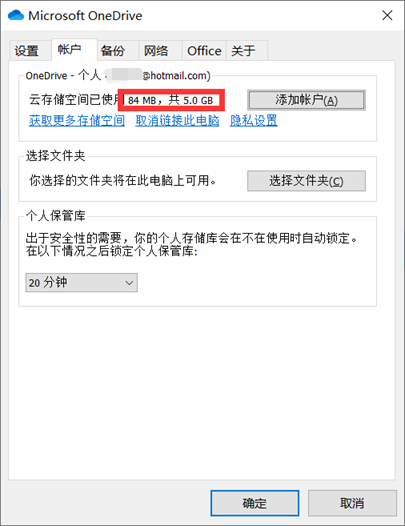 Microsoft OneDrive
设置 帐户 备份 网络 Office 关于
OneDrive - 个人 @hotmail.com)
云存储空间已使用 84 MB，共 5.0 GB 添加帐户(A)
获取更多存储空间 取消链接此电脑 隐私设置
选择文件夹
你选择的文件夹将在此电脑上可用。 选择文件夹(C)
个人保管库
出于安全性的需要，你的个人存储库会在不在使用时自动锁定。
在以下情况之后锁定个人保管库:
20 分钟
确定 取消